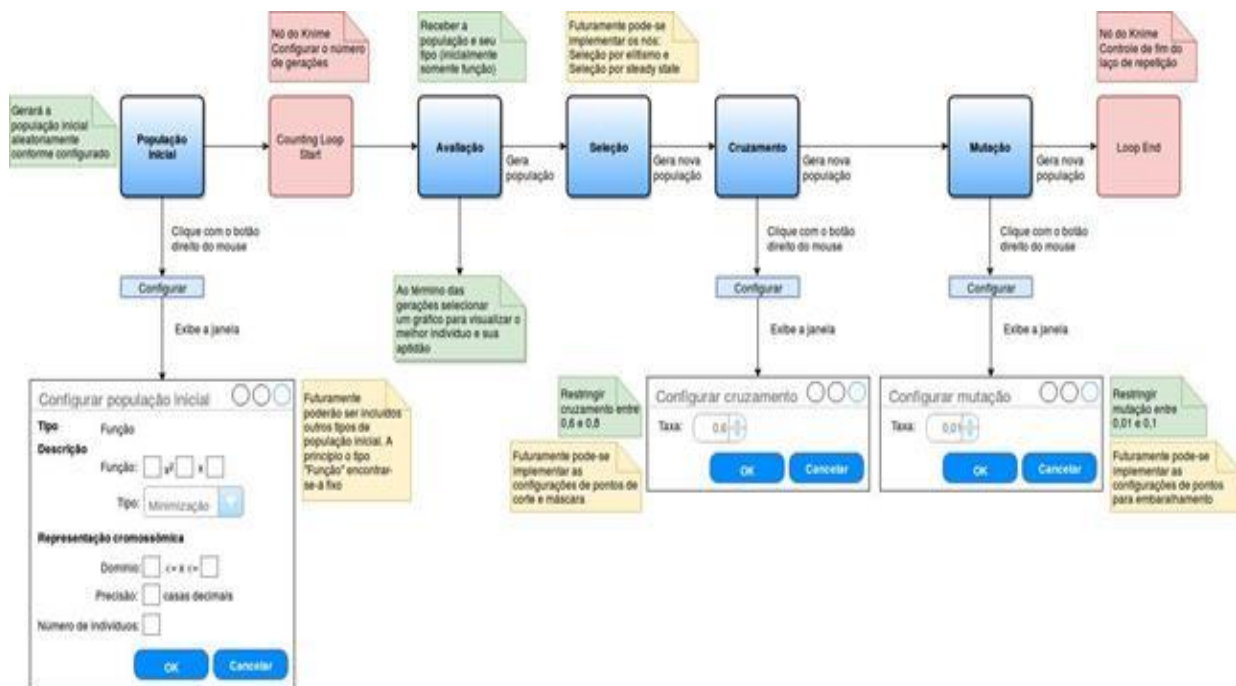 Nó do Knime
Configurar o número
de gerações
Receber a
população e seu
tipo (inicialmente
somente função)
Futuramente pode-se
implementar os nós:
Seleção por elitismo e
Seleção por steady state
Nó do Knime
Controle de fim do
laço de repetição
Gerará a
população inicial
aleatoriamente
conforme configurado
População
Inicial
Counting Loop
Start
Avaliação
Gera
população
Seleção
Gera nova
população
Cruzamento
Gera nova
população
Mutação
Gera nova
população
Loop End
Clique com o botão
direito do mouse
Configurar
Exibe a janela
Ao término das
gerações selecionar
um gráfico para visualizar o
melhor indivíduo e sua
aptidão
Clique com o botão
direito do mouse
Configurar
Exibe a janela
Clique com o botão
direito do mouse
Configurar
Exibe a janela
Configurar população inicial
Tipo Função
Descrição
Função: x² x
Tipo: Minimização
Representação cromossômica
Domínio: <= x <=
Precisão: casas decimais
Número de indivíduos:
OK Cancelar
Futuramente
poderão ser incluídos
outros tipos de
população inicial. A
princípio o tipo
"Função" encontrar-
se-á fixo
Restringir
cruzamento entre
0,6 e 0,8
Futuramente pode-se
implementar as
configurações de pontos de
corte e máscara
Configurar cruzamento
Taxa: 0,6
OK Cancelar
Configurar mutação
Taxa: 0,01
OK Cancelar
Restringir
mutação entre
0,01 e 0,1
Futuramente pode-se
implementar as
configurações de pontos
para embaralhamento